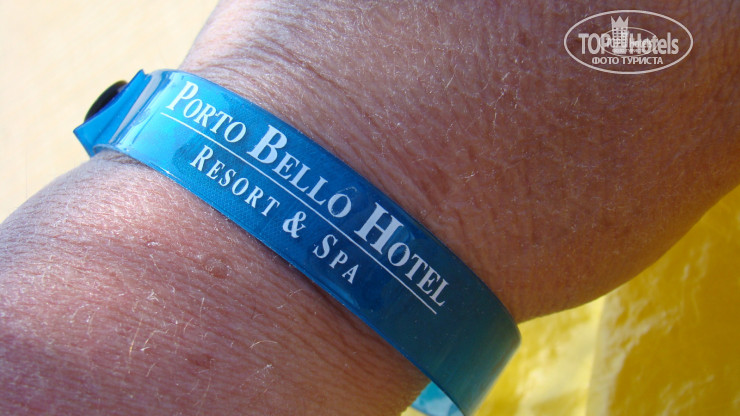 PORTO BELLO HOTEL
RESORT & SPA
TOP Hotels
ФОТО ТУРИСТА